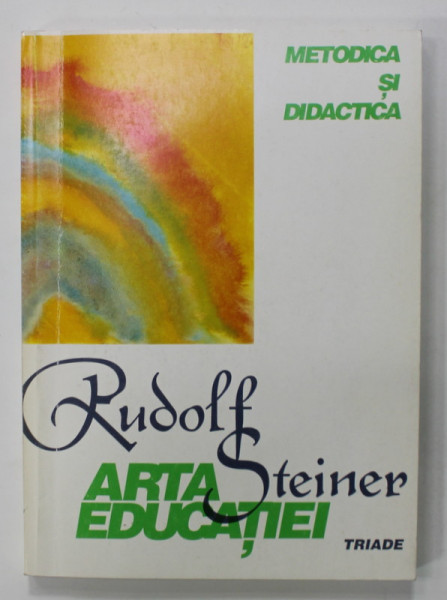 METODICA
ȘI
DIDACTICA
Rudolf
Steiner
ARTA
EDUCAȚIEI
TRIADE